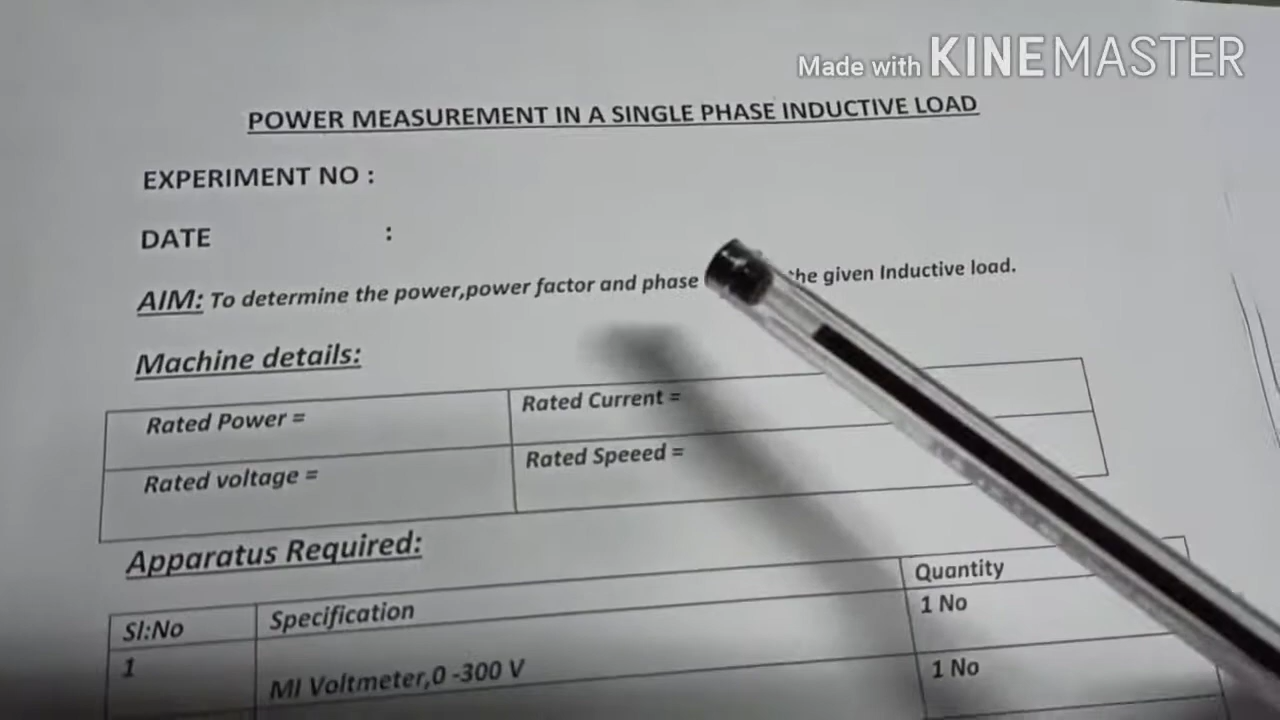 Made with KINEMASTER
POWER MEASUREMENT IN A SINGLE PHASE INDUCTIVE LOAD
EXPERIMENT NO :
DATE :
AIM: To determine the power,power factor and phase the given Inductive load.
Machine details:
Rated Power = Rated Current =
Rated voltage = Rated Speeed =
Apparatus Required:
Sl:No Specification Quantity
1 MI Voltmeter,0 -300 V 1 No
1 No